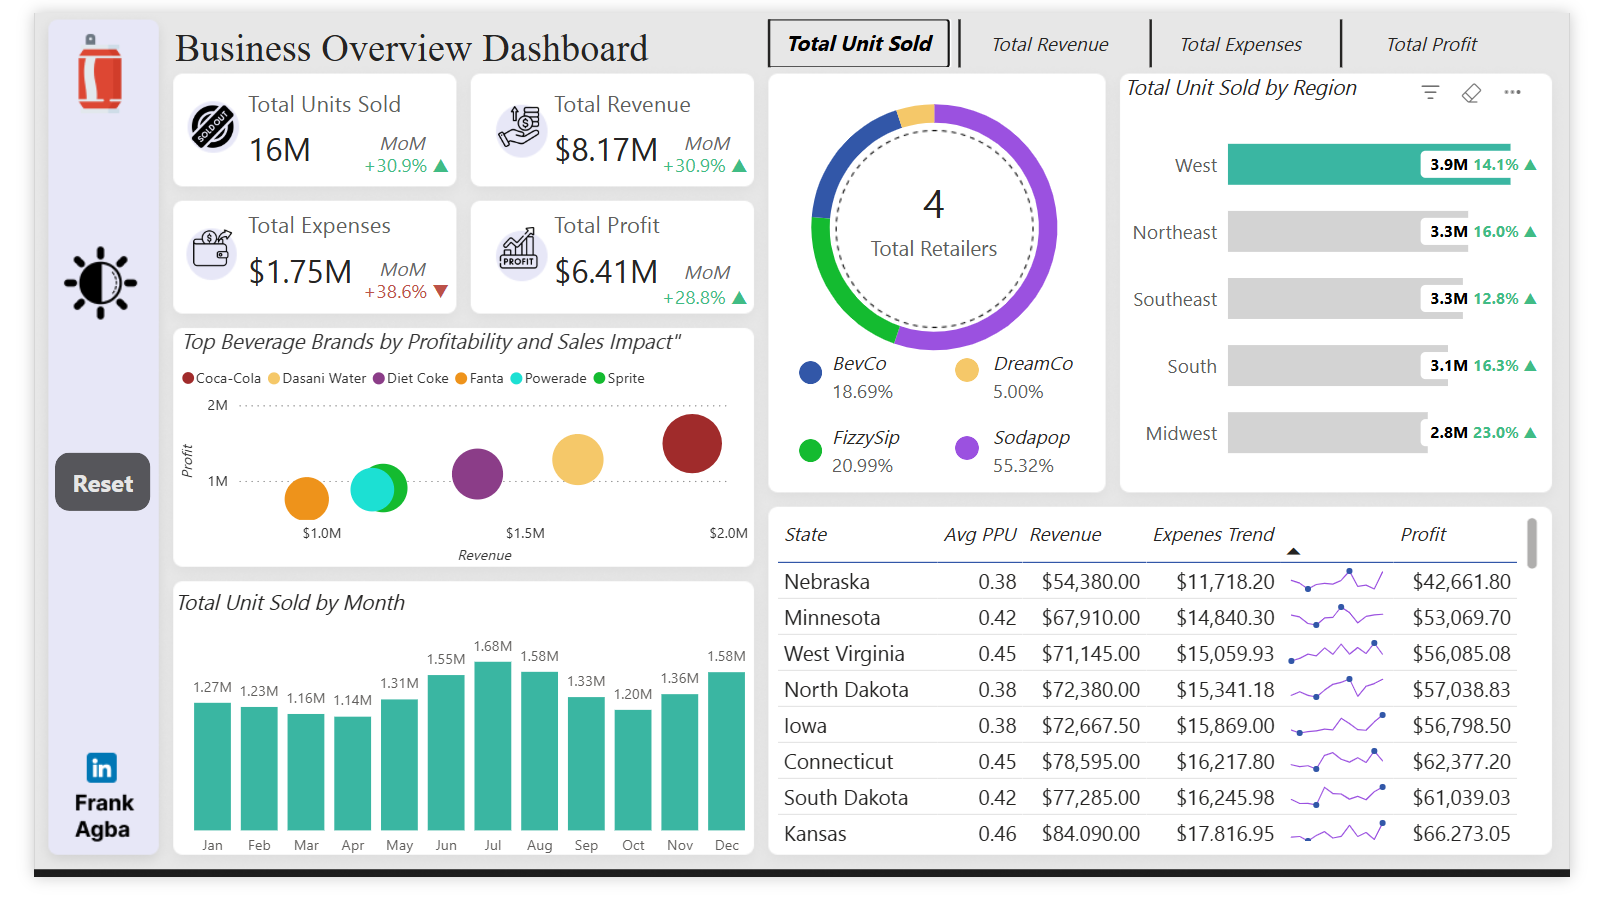 Business Overview Dashboard
Total Unit Sold
Total Revenue
Total Expenses
Total Profit
SOLD OUT
Total Units Sold
16M
MoM
+30.9%
Total Revenue
$8.17M
MoM
+30.9%
Total Expenses
$1.75M
MoM
+38.6%
PROFIT
Total Profit
$6.41M
MoM
+28.8%
Top Beverage Brands by Profitability and Sales Impact"
Coca-Cola Dasani Water Diet Coke Fanta Powerade Sprite
2M
1M
Profit
$1.0M $1.5M $2.0M
Revenue
Total Unit Sold by Month
1.27M 1.23M 1.16M 1.14M 1.31M 1.55M 1.68M 1.58M 1.33M 1.20M 1.36M 1.58M
Jan Feb Mar Apr May Jun Jul Aug Sep Oct Nov Dec
4
Total Retailers
BevCo
18.69%
DreamCo
5.00%
FizzySip
20.99%
Sodapop
55.32%
Total Unit Sold by Region
West 3.9M 14.1%
Northeast 3.3M 16.0%
Southeast 3.3M 12.8%
South 3.1M 16.3%
Midwest 2.8M 23.0%
State Avg PPU Revenue Expenes Trend Profit
Nebraska 0.38 $54,380.00 $11,718.20 $42,661.80
Minnesota 0.42 $67,910.00 $14,840.30 $53,069.70
West Virginia 0.45 $71,145.00 $15,059.93 $56,085.08
North Dakota 0.38 $72,380.00 $15,341.18 $57,038.83
Iowa 0.38 $72,667.50 $15,869.00 $56,798.50
Connecticut 0.45 $78,595.00 $16,217.80 $62,377.20
South Dakota 0.42 $77,285.00 $16,245.98 $61,039.03
Kansas 0.46 $84,090.00 $17,816.95 $66,273.05
Reset
in
Frank
Agba